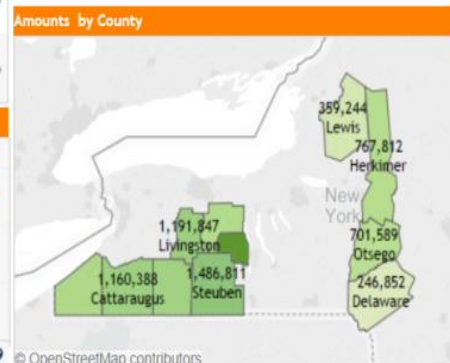 Amounts by County
359,244
Lewis
767,812
Herkimer
New
York
1,191,847
Livingston
701,589
Otsego
1,160,388
Cattaraugus
1,486,811
Steuben
246,852
Delaware
© OpenStreetMap contributors